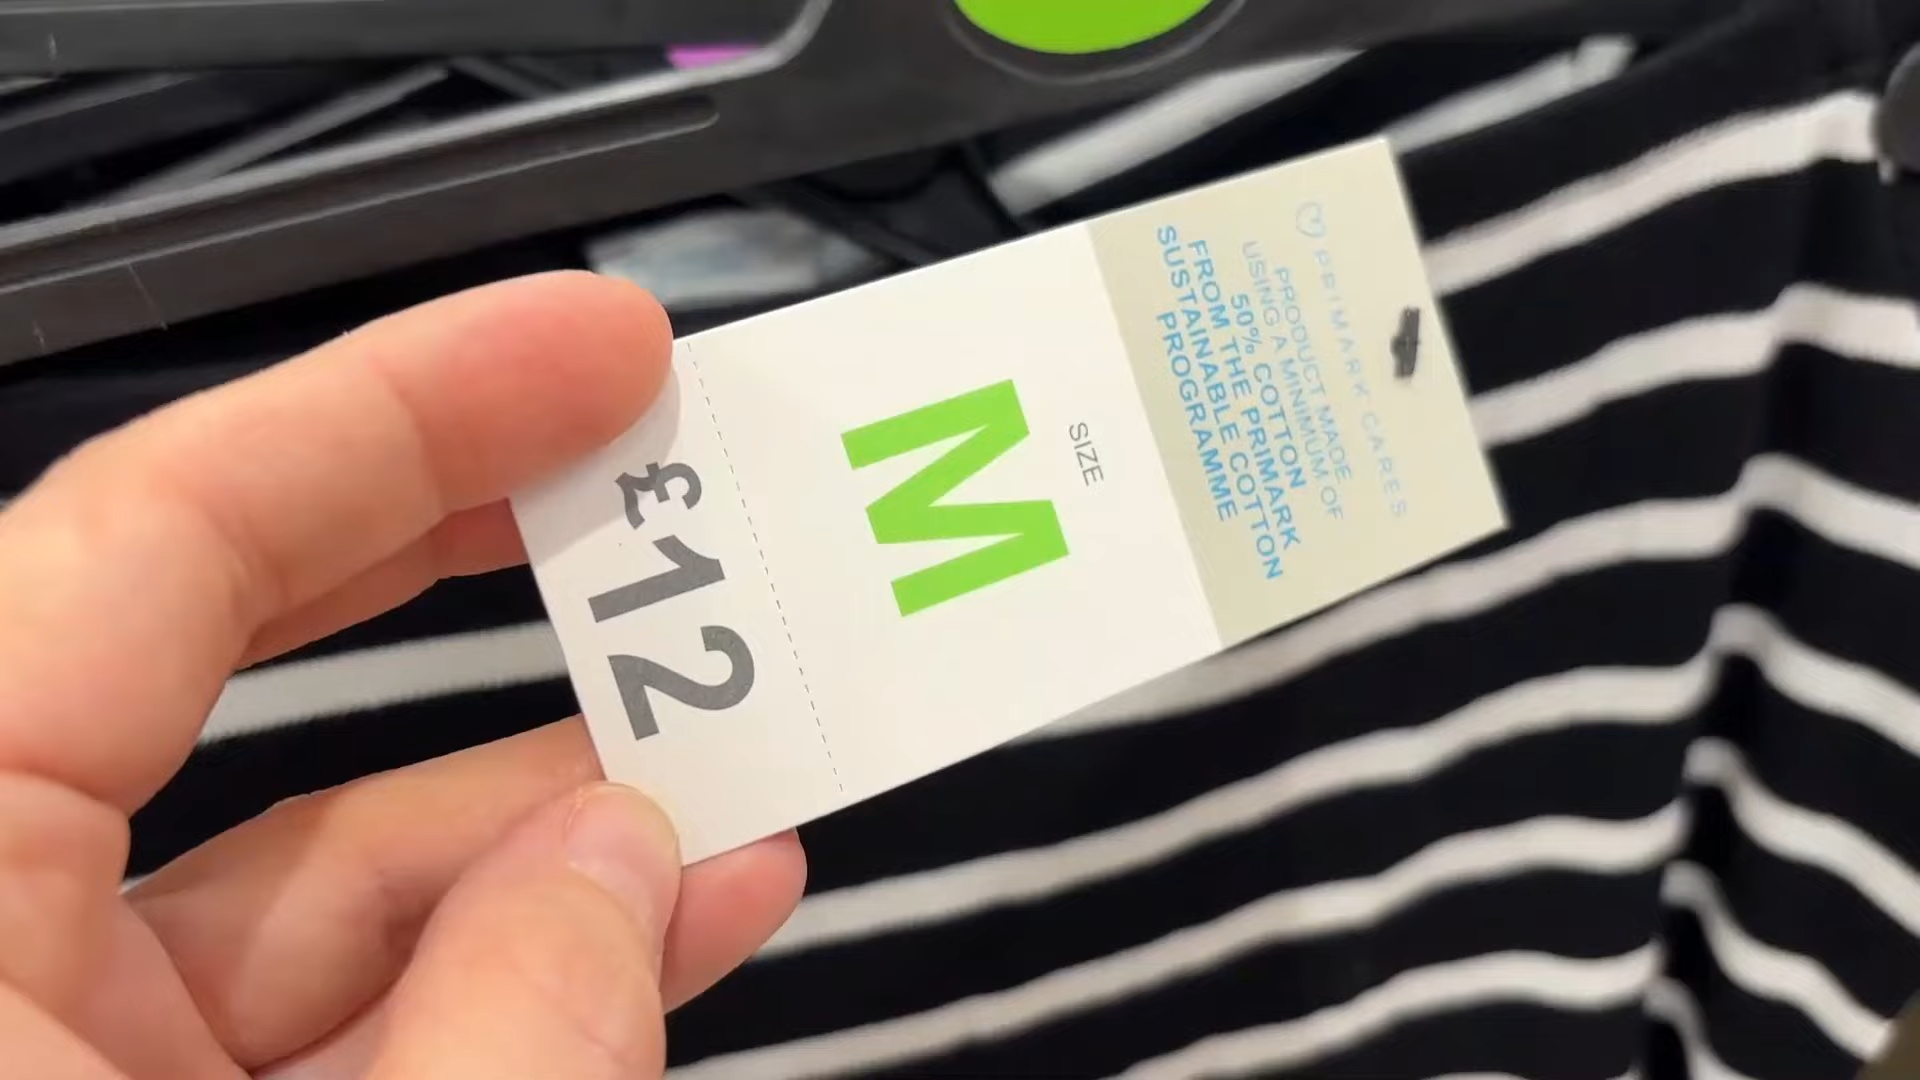 PRIMARK CARES
PRODUCT MADE
USING A MINIMUM OF
50% COTTON
FROM THE PRIMARK
SUSTAINABLE COTTON
PROGRAMME
SIZE
M
£12